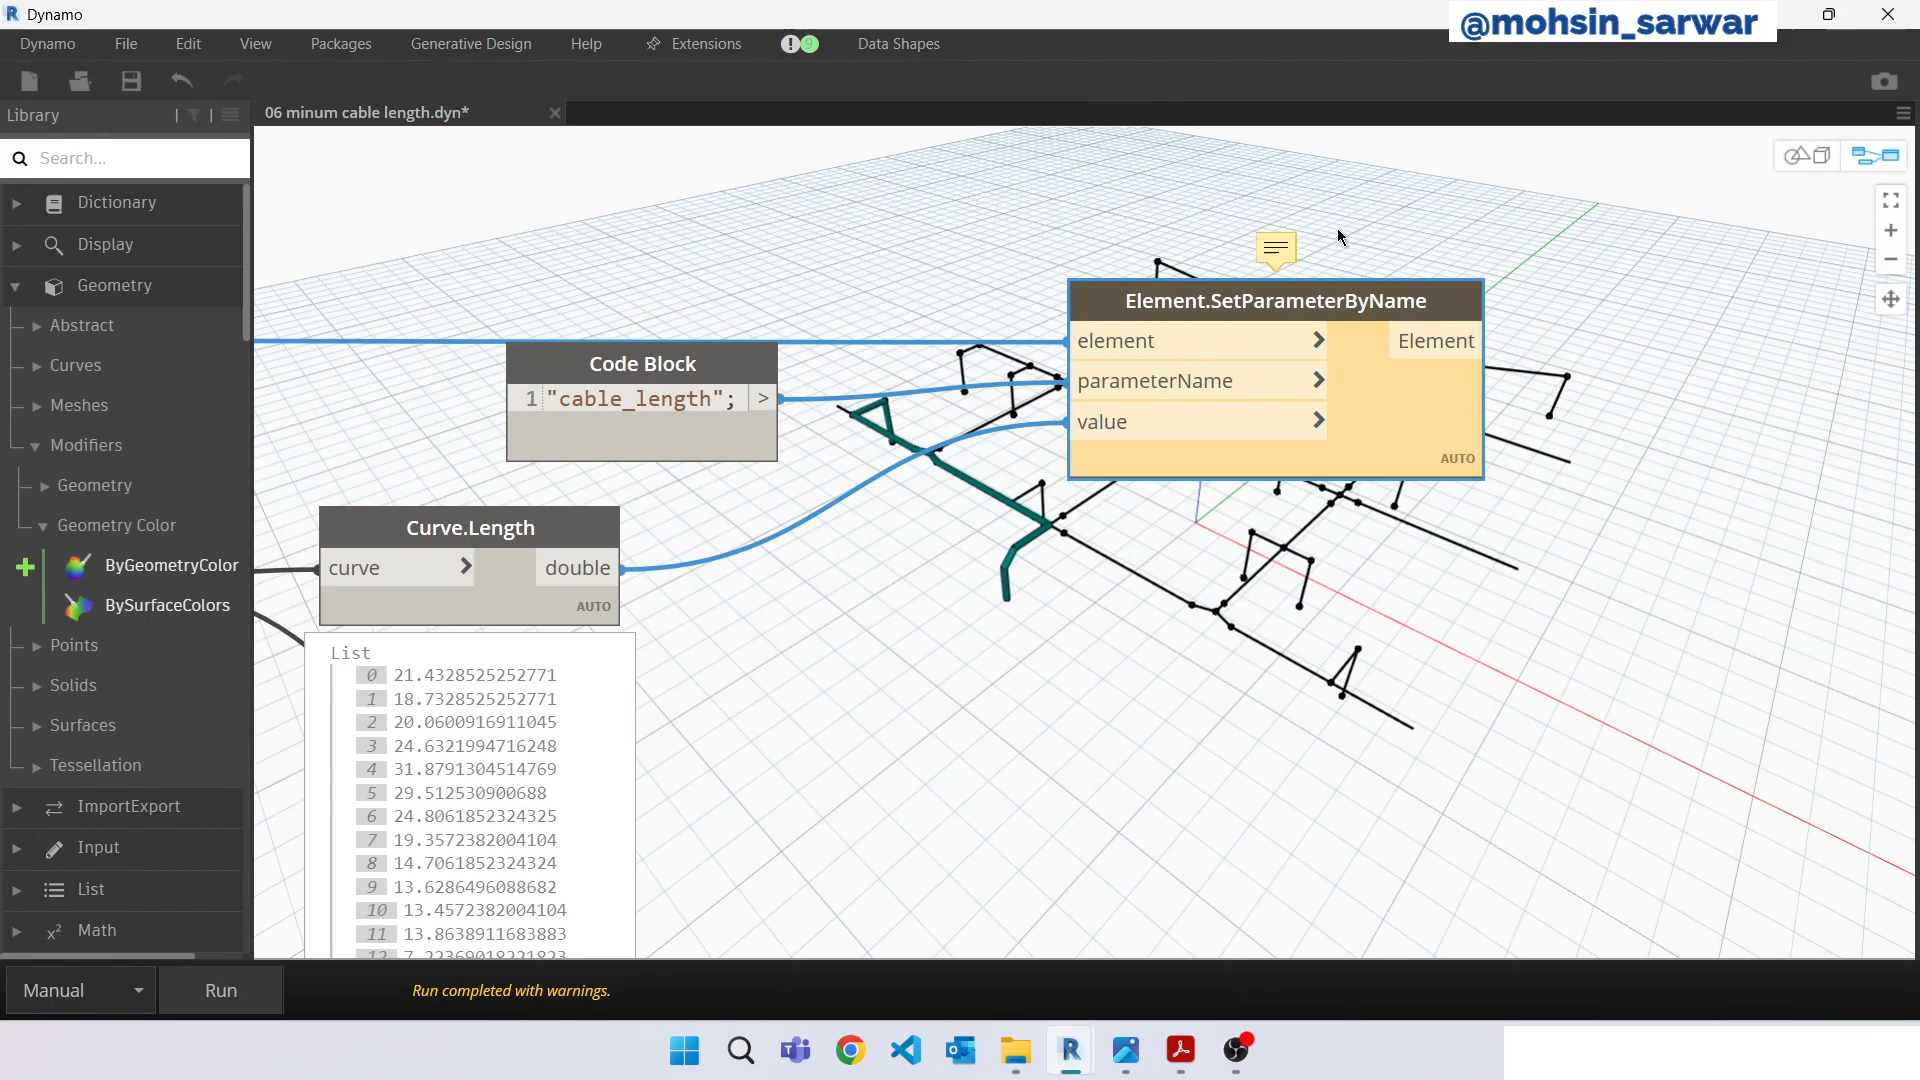 Dynamo
@mohsin_sarwar
Dynamo File Edit View Packages Generative Design Help Extensions Data Shapes
Library
06 minum cable length.dyn*
Search...
Dictionary
Display
Geometry
Abstract
Curves
Meshes
Modifiers
Geometry
Geometry Color
ByGeometryColor
BySurfaceColors
Points
Solids
Surfaces
Tessellation
ImportExport
Input
List
Math
Element.SetParameterByName
element > Element
parameterName >
value >
AUTO
Code Block
1 "cable_length"; >
Curve.Length
curve > double
AUTO
List
0 21.4328525252771
1 18.7328525252771
2 20.0600916911045
3 24.6321994716248
4 31.8791304514769
5 29.512530900688
6 24.8061852324325
7 19.3572382004104
8 14.7061852324324
9 13.6286496088682
10 13.4572382004104
11 13.8638911683883
12 7.22369018221823
Manual Run Run completed with warnings.